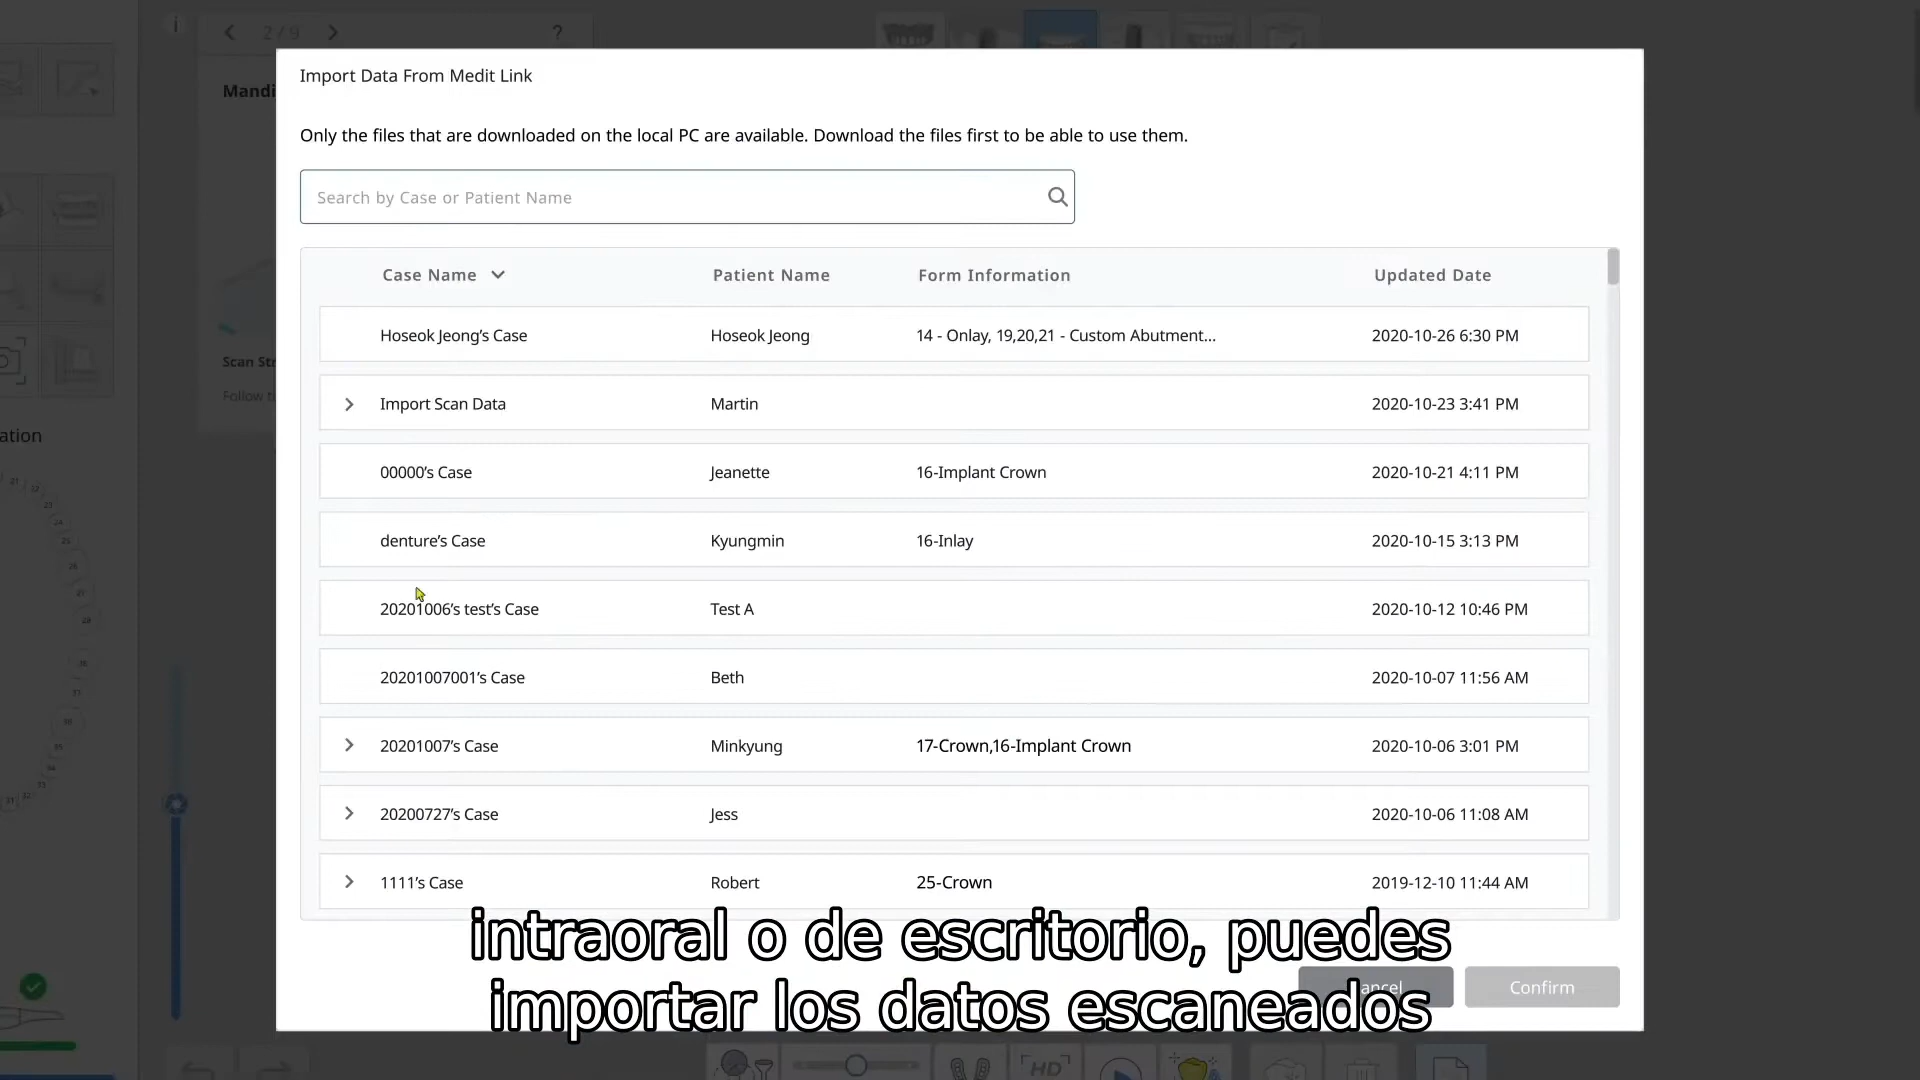 2 / 9
?
Mandi
Import Data From Medit Link
Only the files that are downloaded on the local PC are available. Download the files first to be able to use them.
Search by Case or Patient Name
Case Name Patient Name Form Information Updated Date
Hoseok Jeong's Case Hoseok Jeong 14 - Onlay, 19,20,21 - Custom Abutment... 2020-10-26 6:30 PM
Import Scan Data Martin 2020-10-23 3:41 PM
00000's Case Jeanette 16-Implant Crown 2020-10-21 4:11 PM
denture's Case Kyungmin 16-Inlay 2020-10-15 3:13 PM
20201006's test's Case Test A 2020-10-12 10:46 PM
20201007001's Case Beth 2020-10-07 11:56 AM
20201007's Case Minkyung 17-Crown,16-Implant Crown 2020-10-06 3:01 PM
20200727's Case Jess 2020-10-06 11:08 AM
1111's Case Robert 25-Crown 2019-12-10 11:44 AM
Scan Str
Follow t
ation
Confirm
intraoral o de escritorio, puedes
importar los datos escaneados
HD